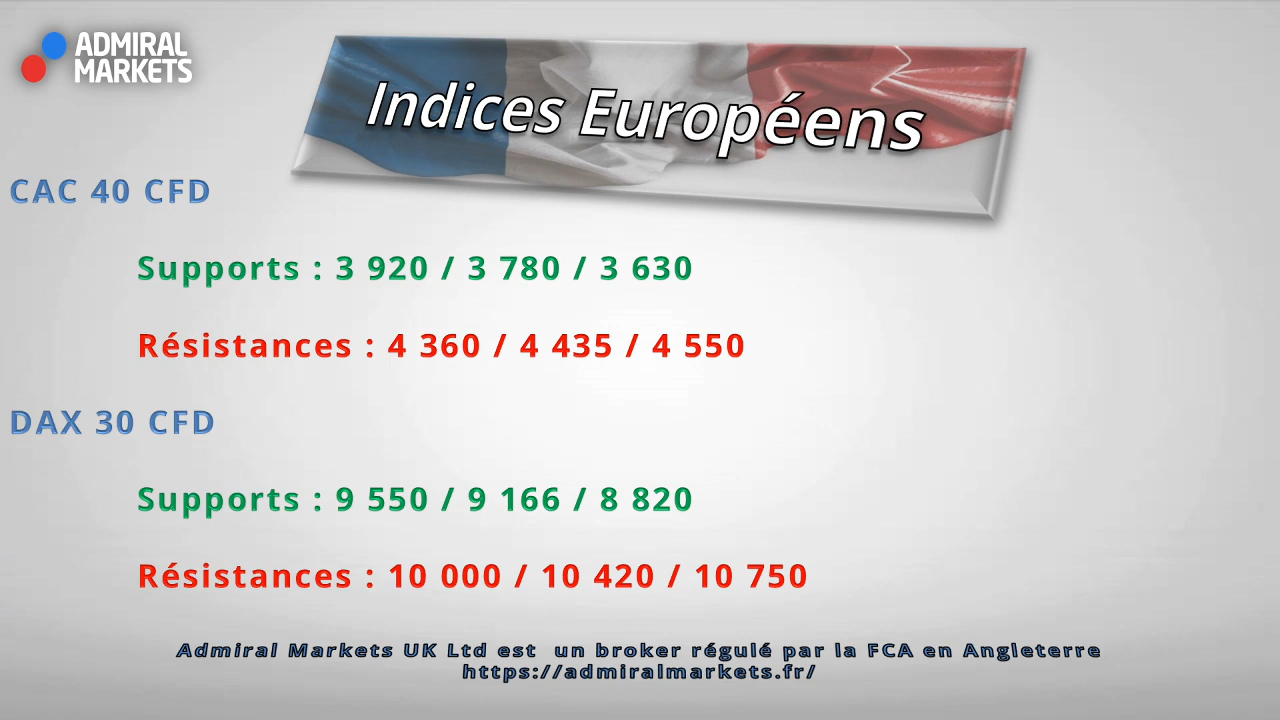 ADMIRAL
MARKETS
Indices Européens
CAC 40 CFD
Supports : 3 920 / 3 780 / 3 630
Résistances : 4 360 / 4 435 / 4 550
DAX 30 CFD
Supports : 9 550 / 9 166 / 8 820
Résistances : 10 000 / 10 420 / 10 750
Admiral Markets UK Ltd est  un broker régulé par la FCA en Angleterre
https://admiralmarkets.fr/